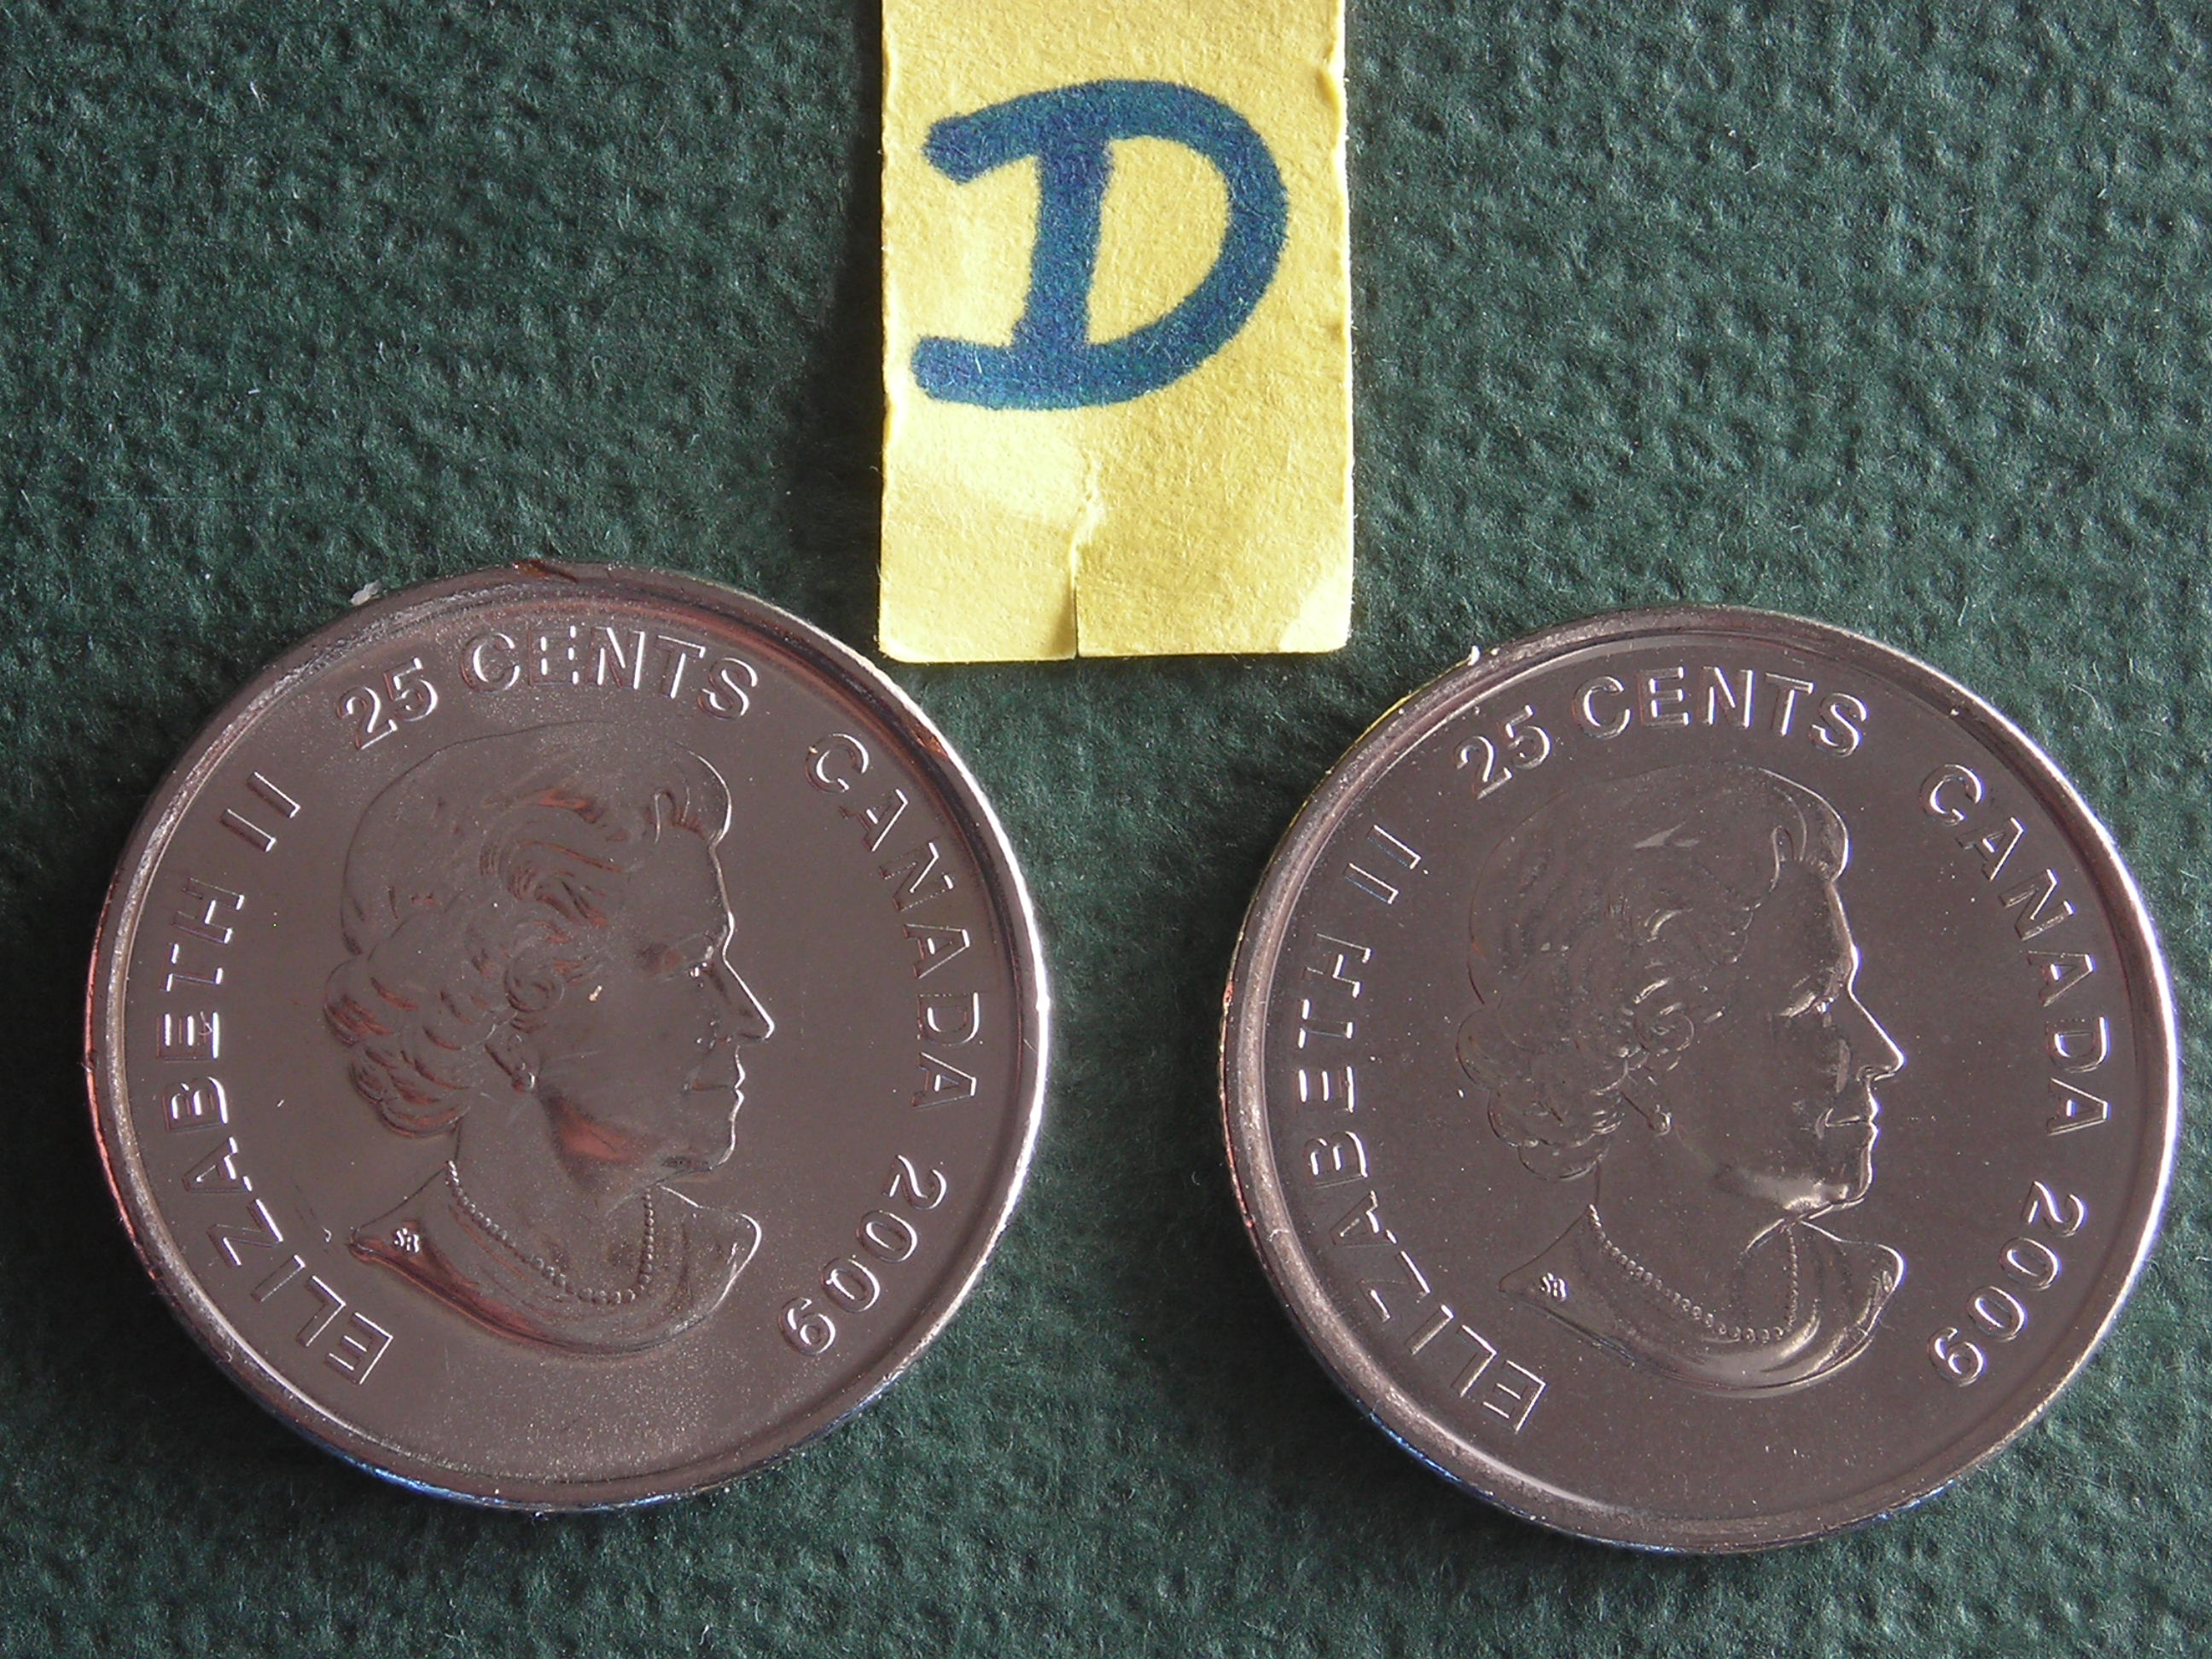 D
ELIZABETH II 25 CENTS CANADA 2009
SB
ELIZABETH II 25 CENTS CANADA 2009
SB